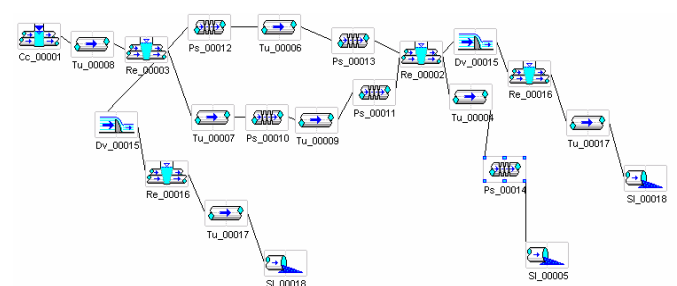 Cc_00001
Tu_00008
Re_00003
Ps_00012
Tu_00006
Ps_00013
Re_00002
Dv_00015
Re_00016
Tu_00017
Sl_00018
Tu_00007
Ps_00010
Tu_00009
Ps_00011
Tu_00004
Ps_00014
Sl_00005
Dv_00015
Re_00016
Tu_00017
Sl_00018